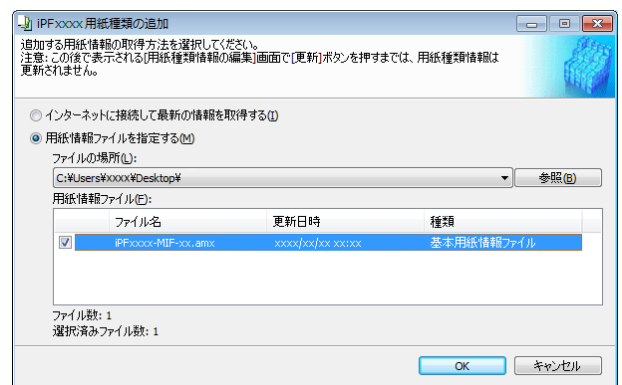 iPFxxxx 用紙種類の追加
追加する用紙情報の取得方法を選択してください。
注意: この後で表示される[用紙種類情報の編集]画面で[更新]ボタンを押すまでは、用紙種類情報は
更新されません。
インターネットに接続して最新の情報を取得する(I)
用紙情報ファイルを指定する(M)
ファイルの場所(L):
C:¥Users¥xxxx¥Desktop¥
参照(B)
用紙情報ファイル(F):
ファイル名 更新日時 種類
iPFxxxx-MIF-xx.amx xxxx/xx/xx xx:xx 基本用紙情報ファイル
ファイル数: 1
選択済みファイル数: 1
OK キャンセル